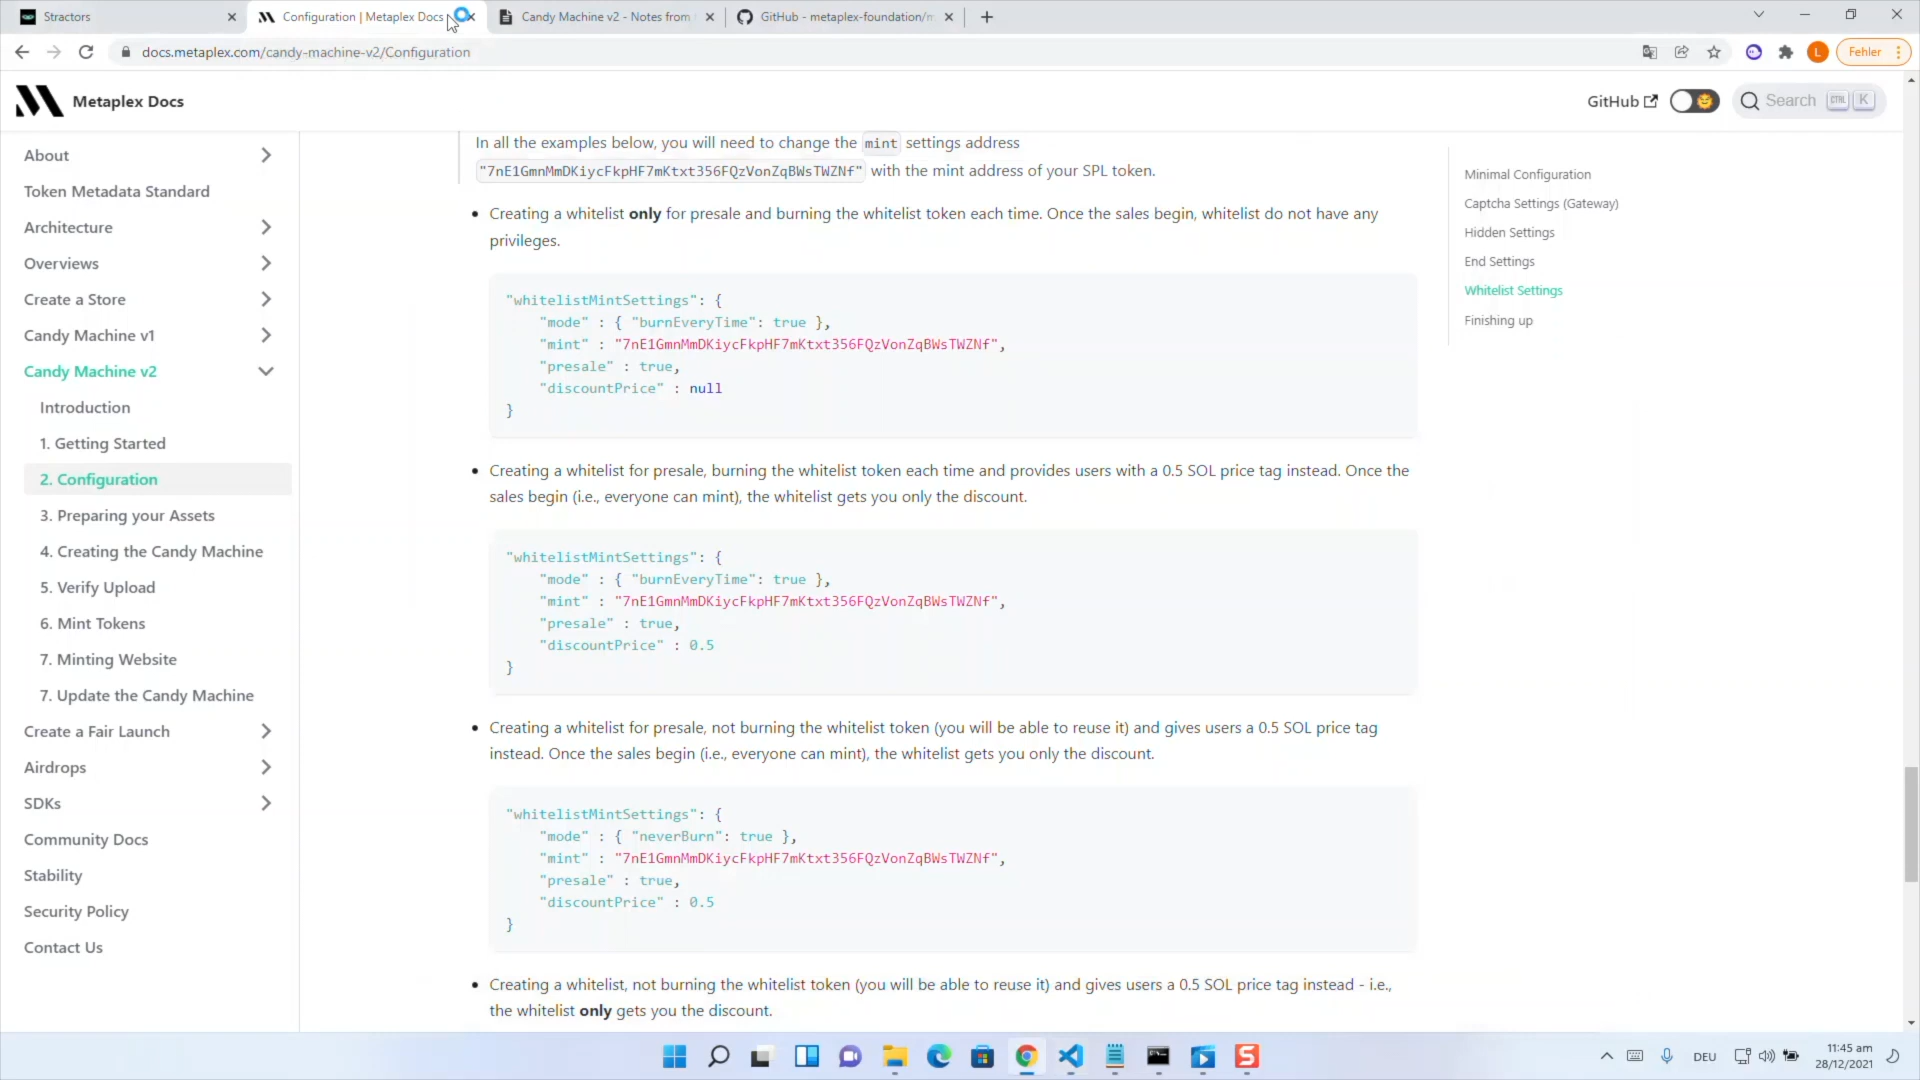 Stractors
Configuration | Metaplex Docs
Candy Machine v2 - Notes from
GitHub - metaplex-foundation/m
docs.metaplex.com/candy-machine-v2/Configuration
L
Fehler
Metaplex Docs
GitHub
Search
CTRL
K
About
Token Metadata Standard
Architecture
Overviews
Create a Store
Candy Machine v1
Candy Machine v2
Introduction
1. Getting Started
2. Configuration
3. Preparing your Assets
4. Creating the Candy Machine
5. Verify Upload
6. Mint Tokens
7. Minting Website
7. Update the Candy Machine
Create a Fair Launch
Airdrops
SDKs
Community Docs
Stability
Security Policy
Contact Us
In all the examples below, you will need to change the mint settings address
"7nE1GmnMmDKiycFkpHF7mKtxt356FQzVonZqBWsTWZNf" with the mint address of your SPL token.
• Creating a whitelist only for presale and burning the whitelist token each time. Once the sales begin, whitelist do not have any
privileges.
"whitelistMintSettings": {
"mode" : { "burnEveryTime": true },
"mint" : "7nE1GmnMmDKiycFkpHF7mKtxt356FQzVonZqBWsTWZNf",
"presale" : true,
"discountPrice" : null
}
• Creating a whitelist for presale, burning the whitelist token each time and provides users with a 0.5 SOL price tag instead. Once the
sales begin (i.e., everyone can mint), the whitelist gets you only the discount.
"whitelistMintSettings": {
"mode" : { "burnEveryTime": true },
"mint" : "7nE1GmnMmDKiycFkpHF7mKtxt356FQzVonZqBWsTWZNf",
"presale" : true,
"discountPrice" : 0.5
}
• Creating a whitelist for presale, not burning the whitelist token (you will be able to reuse it) and gives users a 0.5 SOL price tag
instead. Once the sales begin (i.e., everyone can mint), the whitelist gets you only the discount.
"whitelistMintSettings": {
"mode" : { "neverBurn": true },
"mint" : "7nE1GmnMmDKiycFkpHF7mKtxt356FQzVonZqBWsTWZNf",
"presale" : true,
"discountPrice" : 0.5
}
• Creating a whitelist, not burning the whitelist token (you will be able to reuse it) and gives users a 0.5 SOL price tag instead - i.e.,
the whitelist only gets you the discount.
Minimal Configuration
Captcha Settings (Gateway)
Hidden Settings
End Settings
Whitelist Settings
Finishing up
DEU
11:45 am
28/12/2021